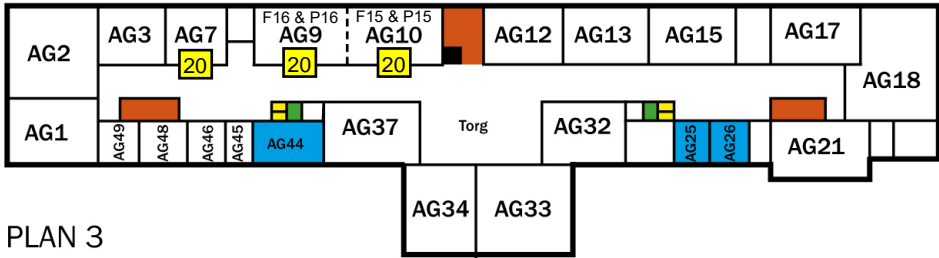 F16 & P16
F15 & P15
AG2
AG3
AG7
AG9
AG10
AG12
AG13
AG15
AG17
AG18
20
20
20
AG1
AG49
AG48
AG46
AG45
AG44
AG37
Torg
AG32
AG25
AG26
AG21
AG34
AG33
PLAN 3